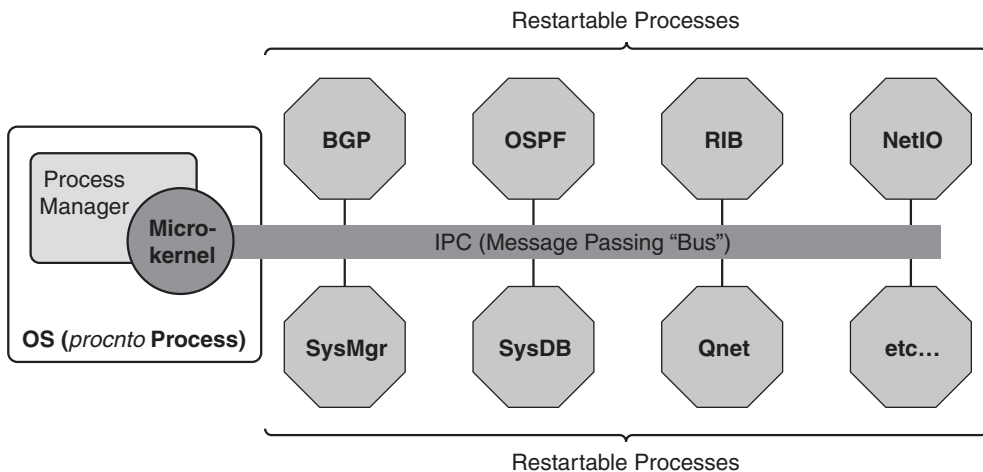 Restartable Processes
BGP
OSPF
RIB
NetIO
Process
Manager
Micro-
kernel
IPC (Message Passing “Bus”)
OS (procnto Process)
SysMgr
SysDB
Qnet
etc…
Restartable Processes